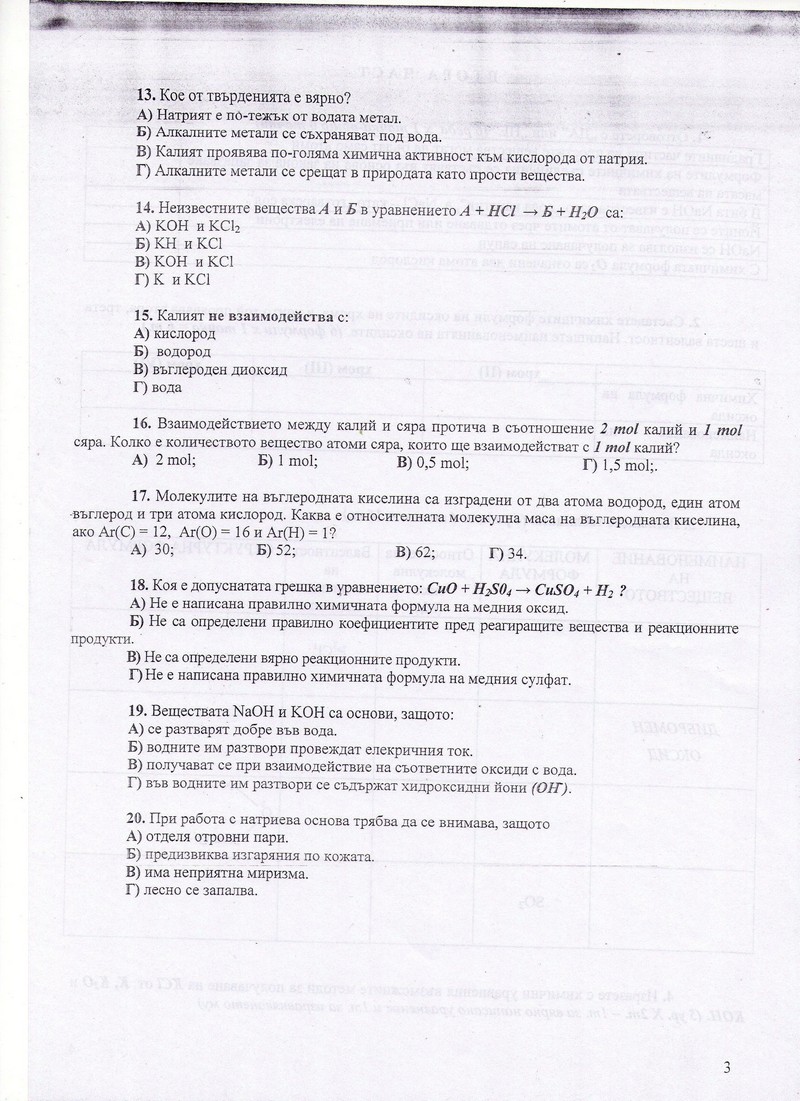 13. Кое от твърденията е вярно?
А) Натрият е по-тежък от водата метал.
Б) Алкалните метали се съхраняват под вода.
В) Калият проявява по-голяма химична активност към кислорода от натрия.
Г) Алкалните метали се срещат в природата като прости вещества.
14. Неизвестните вещества А и Б в уравнението А + HCl → Б + H₂O са:
А) KOH и KCl₂
Б) KH и KCl
В) KOH и KCl
Г) K и KCl
15. Калият не взаимодейства с:
А) кислород
Б) водород
В) въглероден диоксид
Г) вода
16. Взаимодействието между калий и сяра протича в съотношение 2 mol калий и 1 mol
сяра. Колко е количеството вещество атоми сяра, които ще взаимодействат с 1 mol калий?
А) 2 mol; Б) 1 mol; В) 0,5 mol; Г) 1,5 mol;.
17. Молекулите на въглеродната киселина са изградени от два атома водород, един атом
въглерод и три атома кислород. Каква е относителната молекулна маса на въглеродната киселина,
ако Ar(C) = 12, Ar(O) = 16 и Ar(H) = 1?
А) 30; Б) 52; В) 62; Г) 34.
18. Коя е допуснатата грешка в уравнението: CuO + H₂S0₄ → CuSO₄ + H₂ ?
А) Не е написана правилно химичната формула на медния оксид.
Б) Не са определени правилно коефициентите пред реагиращите вещества и реакционните
продукти.
В) Не са определени вярно реакционните продукти.
Г) Не е написана правилно химичната формула на медния сулфат.
19. Веществата NaOH и KOH са основи, защото:
А) се разтварят добре във вода.
Б) водните им разтвори провеждат елекричния ток.
В) получават се при взаимодействие на съответните оксиди с вода.
Г) във водните им разтвори се съдържат хидроксидни йони (OH⁻).
20. При работа с натриева основа трябва да се внимава, защото
А) отделя отровни пари.
Б) предизвиква изгаряния по кожата.
В) има неприятна миризма.
Г) лесно се запалва.
3